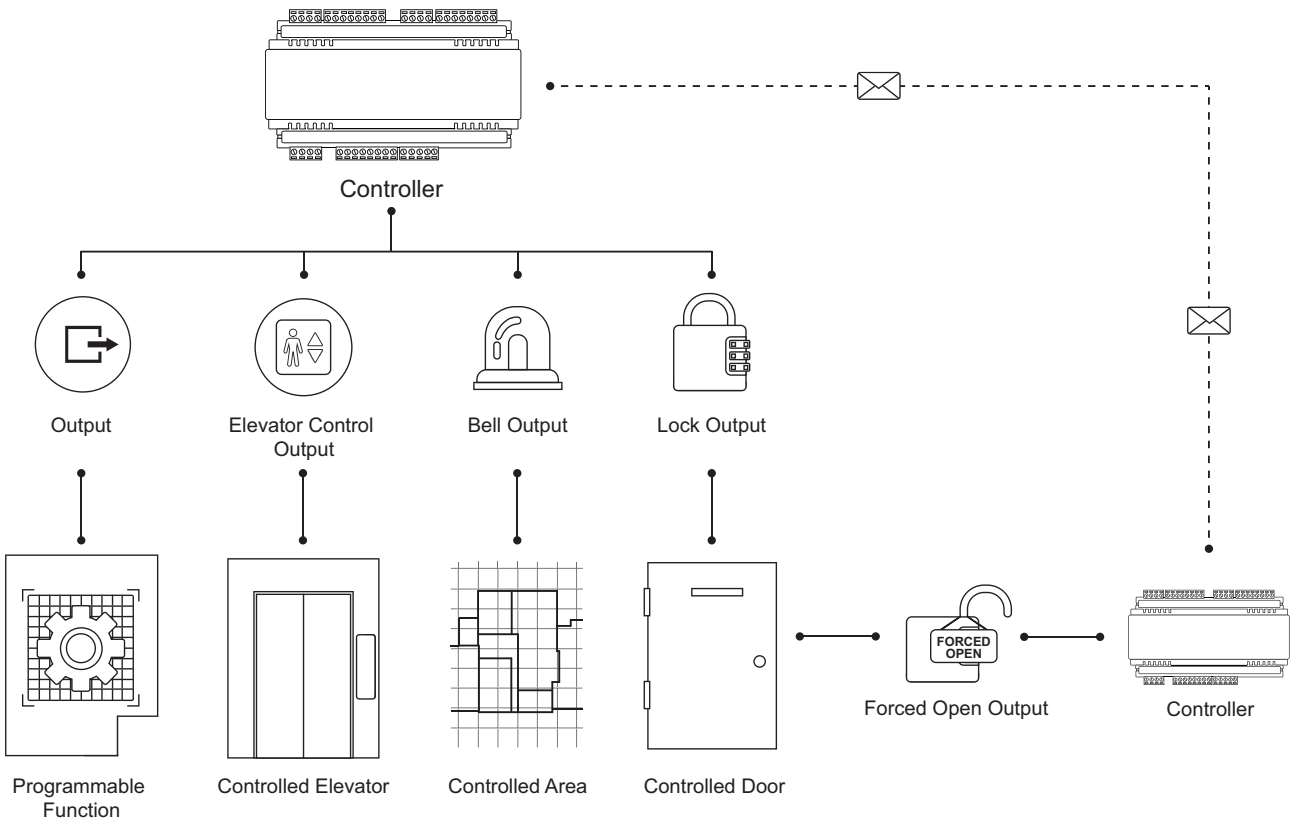 Controller
Output
Elevator Control
Output
Bell Output
Lock Output
FORCED
OPEN
Forced Open Output
Controller
Programmable
Function
Controlled Elevator
Controlled Area
Controlled Door